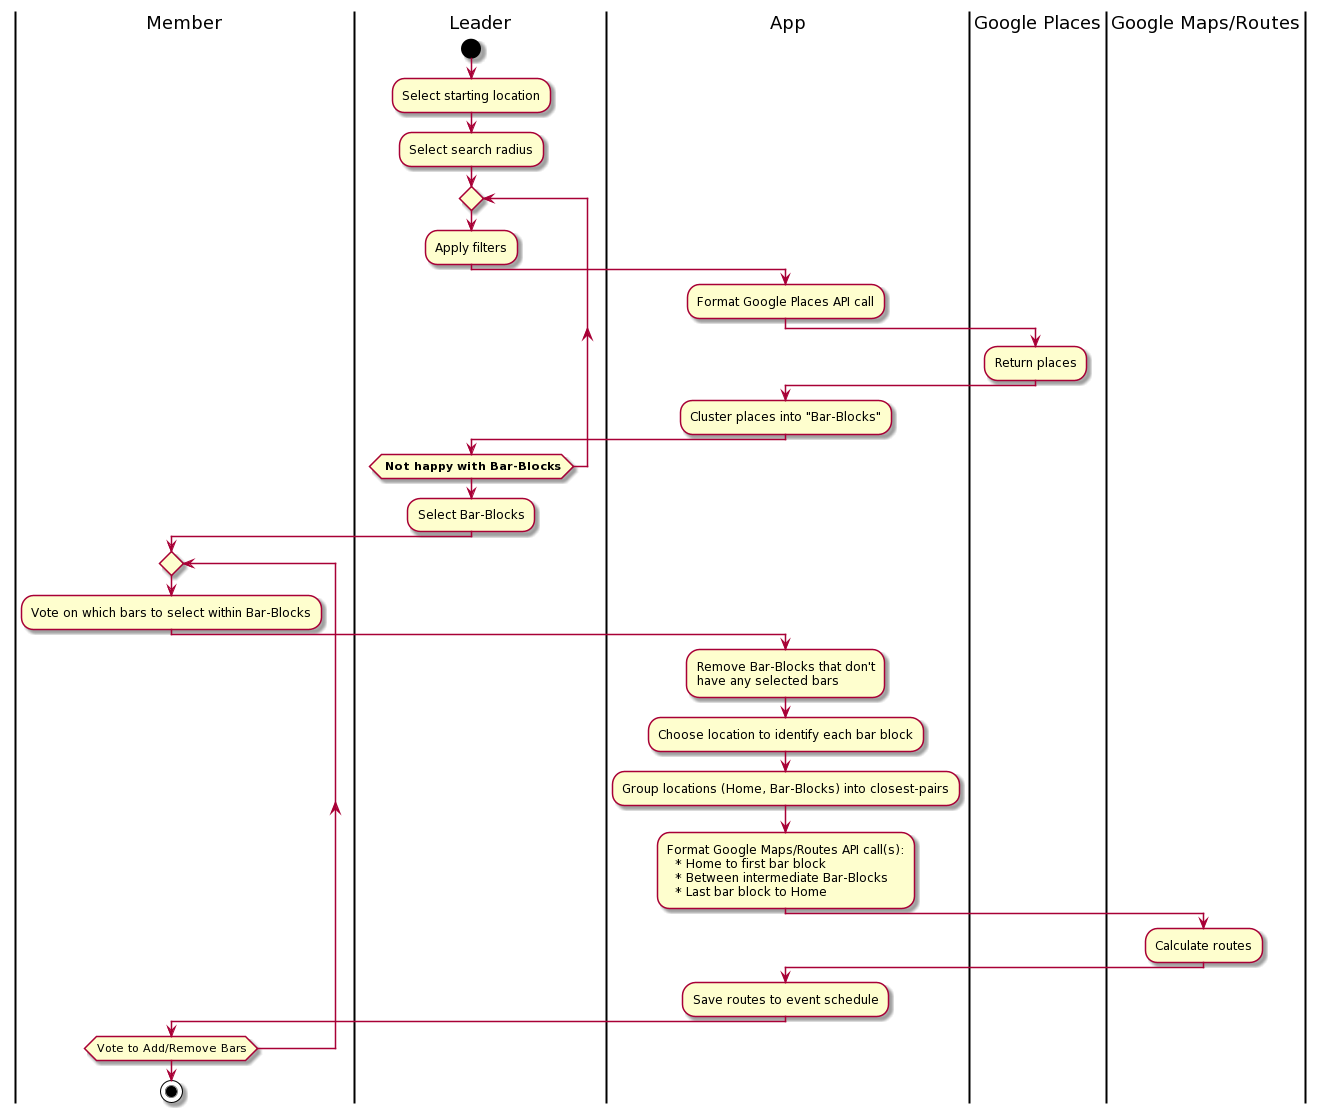 Member
Leader
App
Google Places
Google Maps/Routes
Select starting location
Select search radius
Apply filters
Format Google Places API call
Return places
Cluster places into "Bar-Blocks"
Not happy with Bar-Blocks
Select Bar-Blocks
Vote on which bars to select within Bar-Blocks
Remove Bar-Blocks that don't
have any selected bars
Choose location to identify each bar block
Group locations (Home, Bar-Blocks) into closest-pairs
Format Google Maps/Routes API call(s):
* Home to first bar block
* Between intermediate Bar-Blocks
* Last bar block to Home
Calculate routes
Save routes to event schedule
Vote to Add/Remove Bars